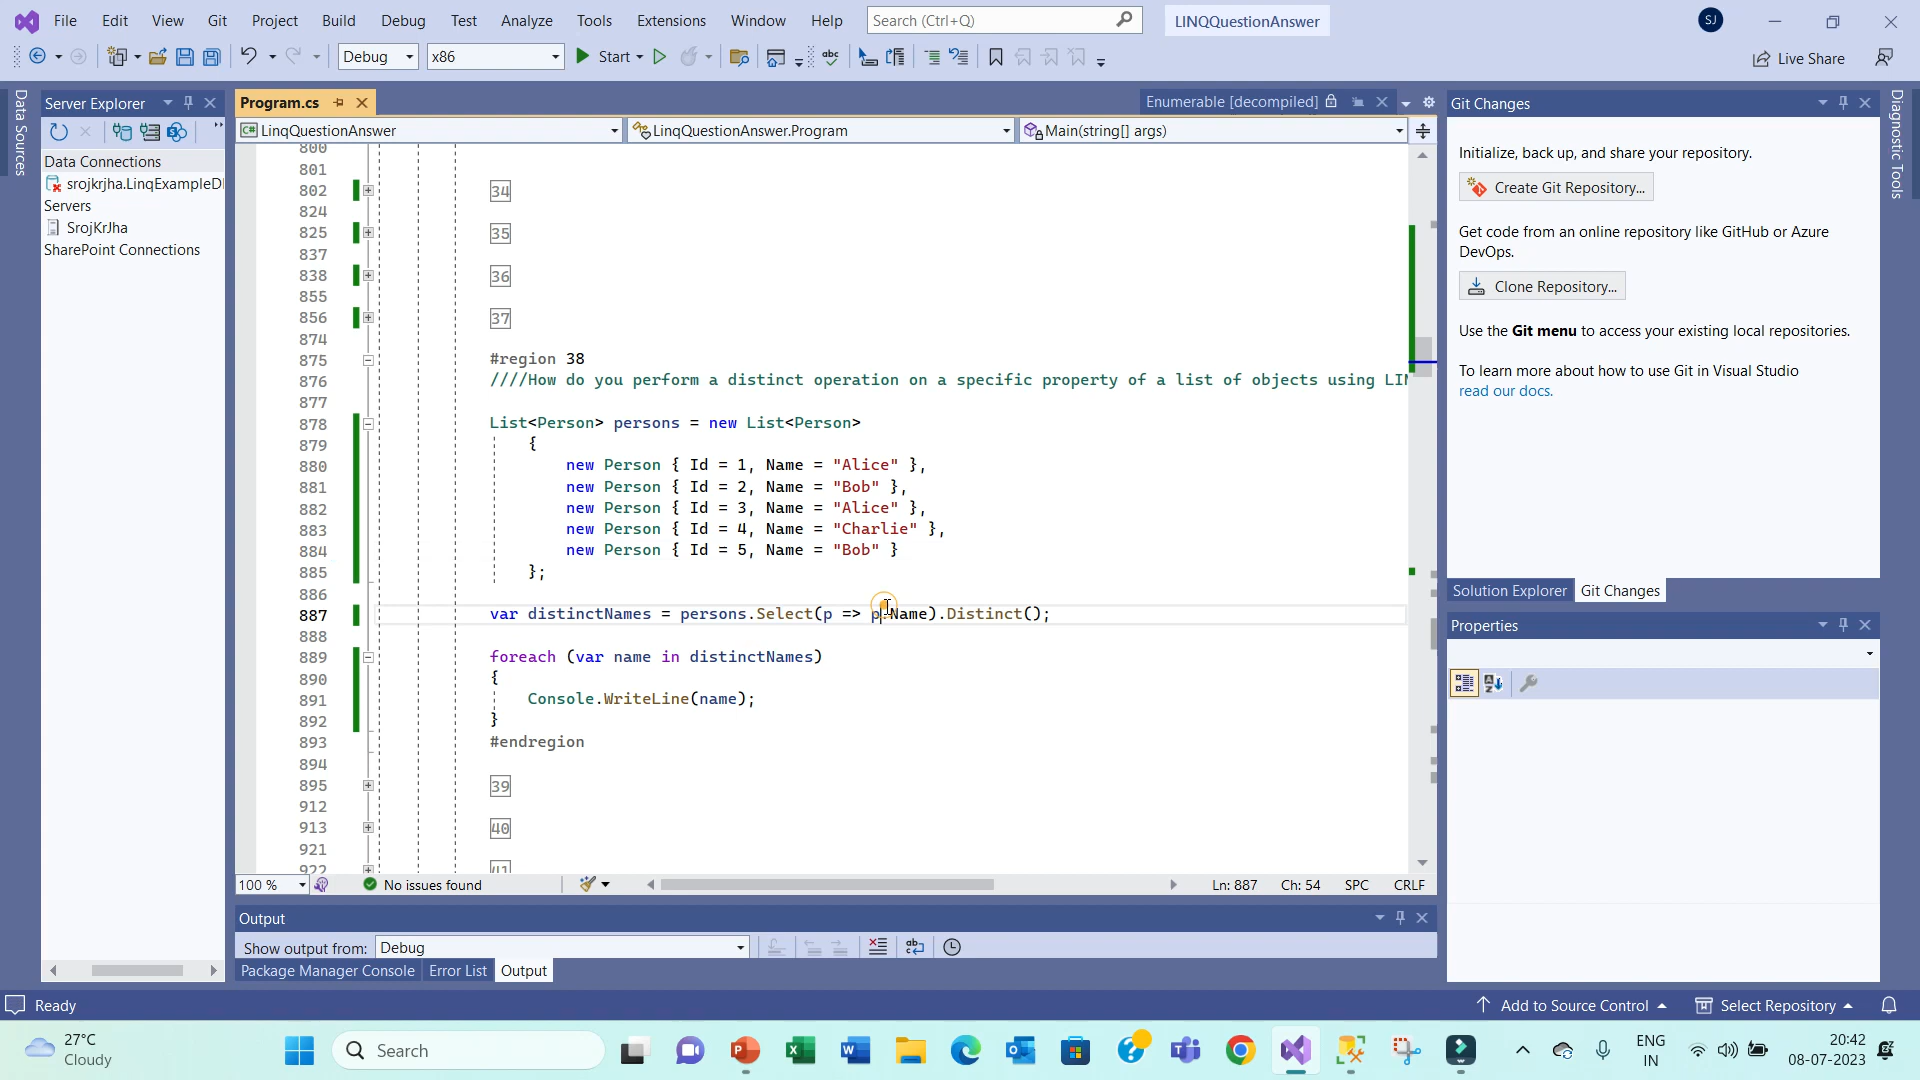 File Edit View Git Project Build Debug Test Analyze Tools Extensions Window Help Search (Ctrl+Q) LINQQuestionAnswer SJ
Debug x86 Start Live Share
Data Sources
Server Explorer
Data Connections
srojkrjha.LinqExampleD
Servers
SrojKrJha
SharePoint Connections
Program.cs Enumerable [decompiled]
LinqQuestionAnswer LinqQuestionAnswer.Program Main(string[] args)
800
801
802 34
824
825 35
837
838 36
855
856 37
874
875 #region 38
876 ////How do you perform a distinct operation on a specific property of a list of objects using LI
877
878 List<Person> persons = new List<Person>
879 {
880 new Person { Id = 1, Name = "Alice" },
881 new Person { Id = 2, Name = "Bob" },
882 new Person { Id = 3, Name = "Alice" },
883 new Person { Id = 4, Name = "Charlie" },
884 new Person { Id = 5, Name = "Bob" }
885 };
886
887 var distinctNames = persons.Select(p => p.Name).Distinct();
888
889 foreach (var name in distinctNames)
890 {
891 Console.WriteLine(name);
892 }
893 #endregion
894
895 39
912
913 40
921
922 41
100 % No issues found Ln: 887 Ch: 54 SPC CRLF
Output
Show output from: Debug
Package Manager Console Error List Output
Git Changes
Initialize, back up, and share your repository.
Create Git Repository...
Get code from an online repository like GitHub or Azure
DevOps.
Clone Repository...
Use the Git menu to access your existing local repositories.
To learn more about how to use Git in Visual Studio
read our docs.
Solution Explorer Git Changes
Properties
Diagnostic Tools
Ready Add to Source Control Select Repository
27°C
Cloudy
Search
ENG
IN
20:42
08-07-2023